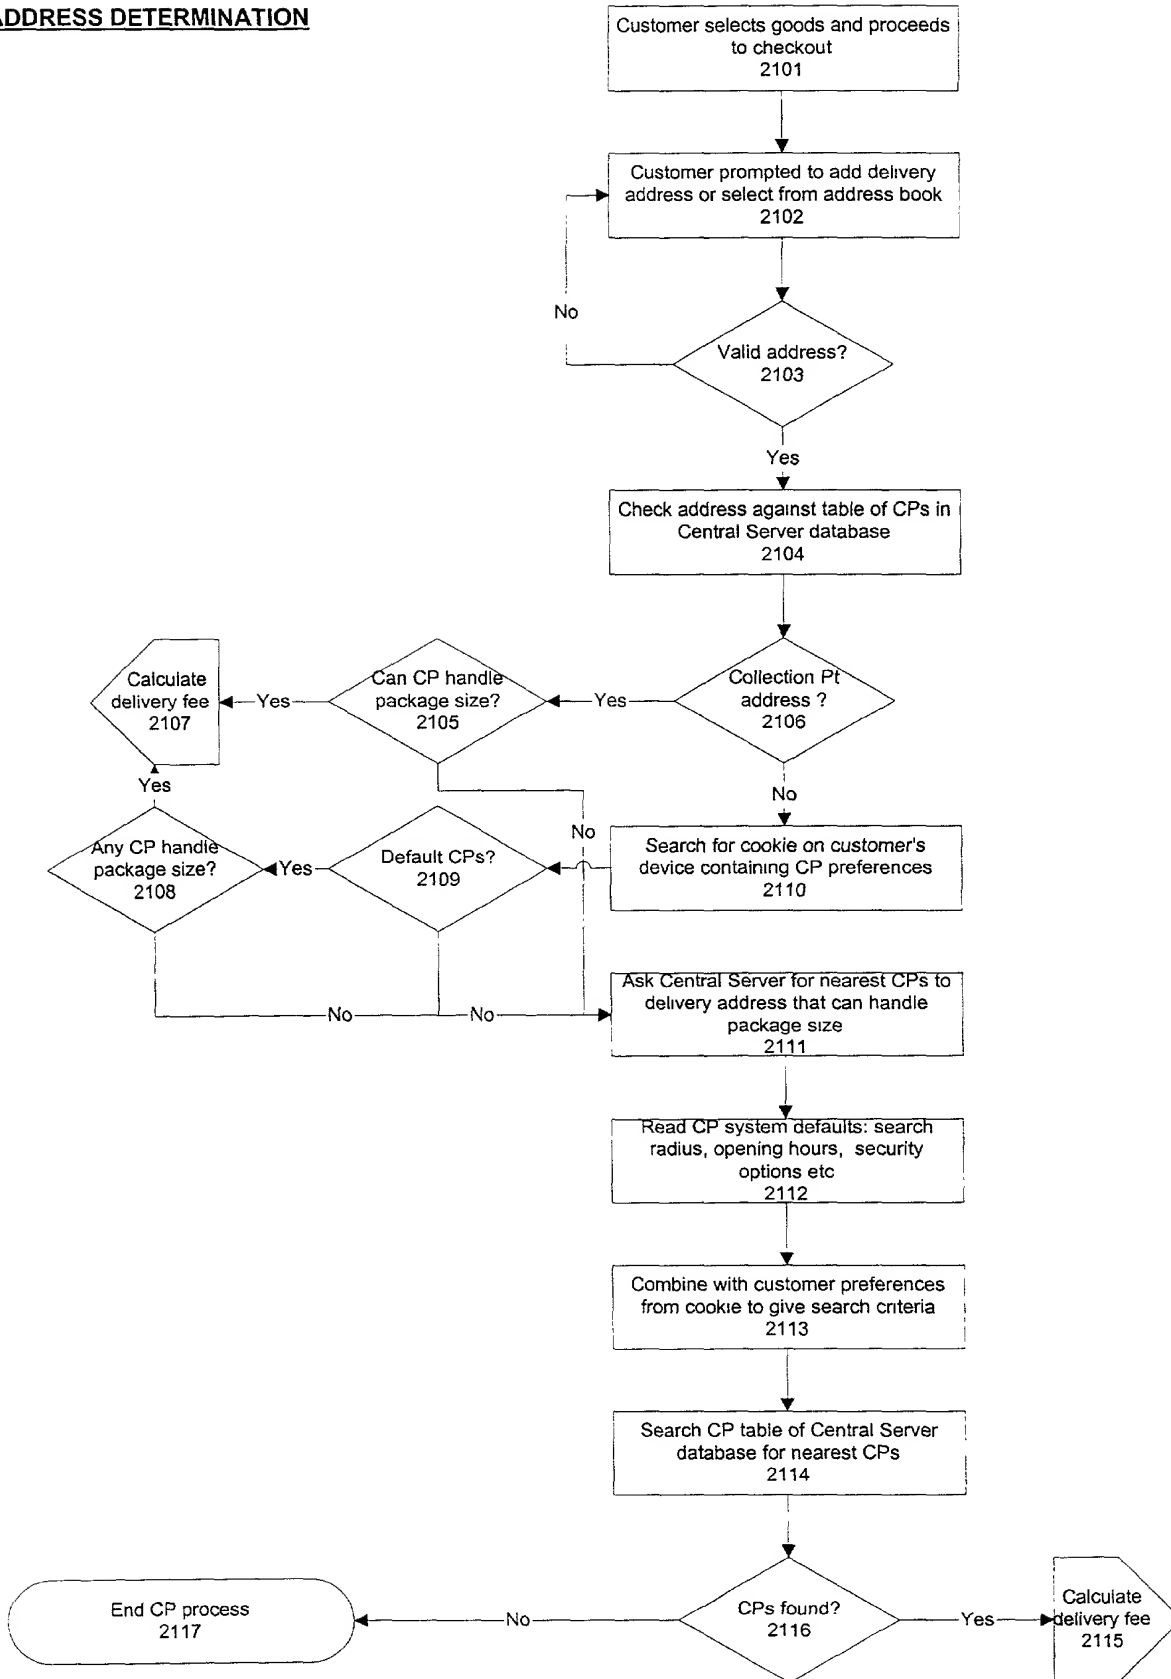 ADDRESS DETERMINATION
Customer selects goods and proceeds
to checkout
2101
Customer prompted to add delivery
address or select from address book
2102
No
Valid address?
2103
Yes
Check address against table of CPs in
Central Server database
2104
Calculate
delivery fee
2107
Yes
Can CP handle
package size?
2105
Yes
Collection Pt
address ?
2106
Yes
No
No
Any CP handle
package size?
2108
Yes
Default CPs?
2109
Search for cookie on customer's
device containing CP preferences
2110
No
No
Ask Central Server for nearest CPs to
delivery address that can handle
package size
2111
Read CP system defaults: search
radius, opening hours, security
options etc
2112
Combine with customer preferences
from cookie to give search criteria
2113
Search CP table of Central Server
database for nearest CPs
2114
End CP process
2117
No
CPs found?
2116
Yes
Calculate
delivery fee
2115